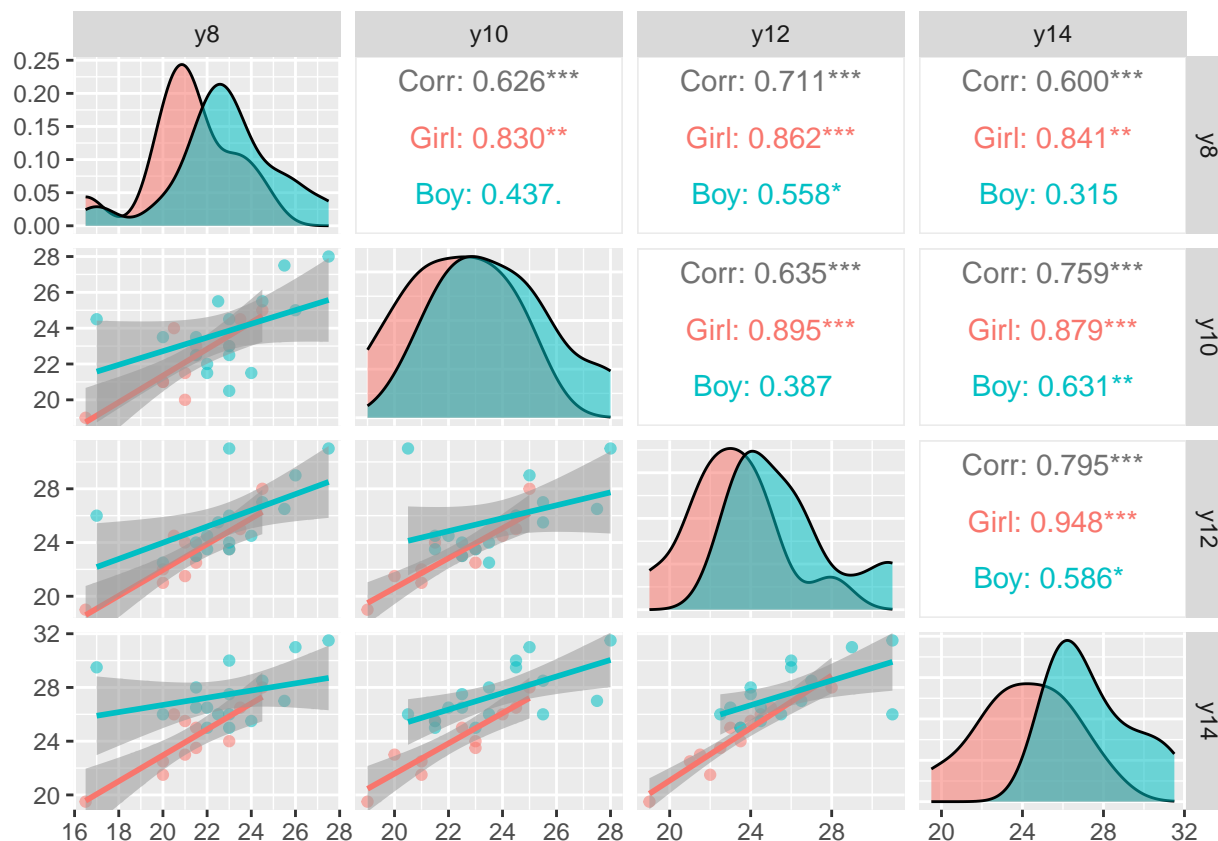 y8 y10 y12 y14
0.25
0.20
0.15
0.10
0.05
0.00
Corr: 0.626***
Girl: 0.830**
Boy: 0.437.
Corr: 0.711***
Girl: 0.862***
Boy: 0.558*
Corr: 0.600***
Girl: 0.841**
Boy: 0.315
y8
28
26
24
22
20
Corr: 0.635***
Girl: 0.895***
Boy: 0.387
Corr: 0.759***
Girl: 0.879***
Boy: 0.631**
y10
28
24
20
Corr: 0.795***
Girl: 0.948***
Boy: 0.586*
y12
32
28
24
20
y14
16 18 20 22 24 26 28
20 22 24 26 28
20 24 28
20 24 28 32